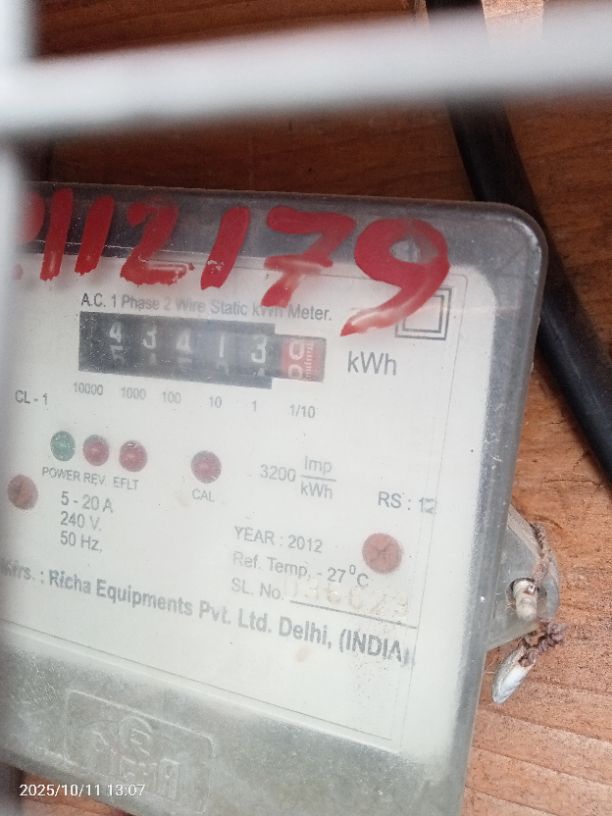 112179
A.C. 1 Phase 2 Wire Static kWh Meter.
4 3 4 1 3 0 kWh
10000 1000 100 10 1 1/10
CL - 1
POWER REV. EFLT
CAL
3200 Imp/kWh
RS : 12
5 - 20 A
240 V.
50 Hz,
YEAR : 2012
Ref. Temp. - 27°C
SL. No.
Mfrs. : Richa Equipments Pvt. Ltd. Delhi, (INDIA)
2025/10/11 13:07